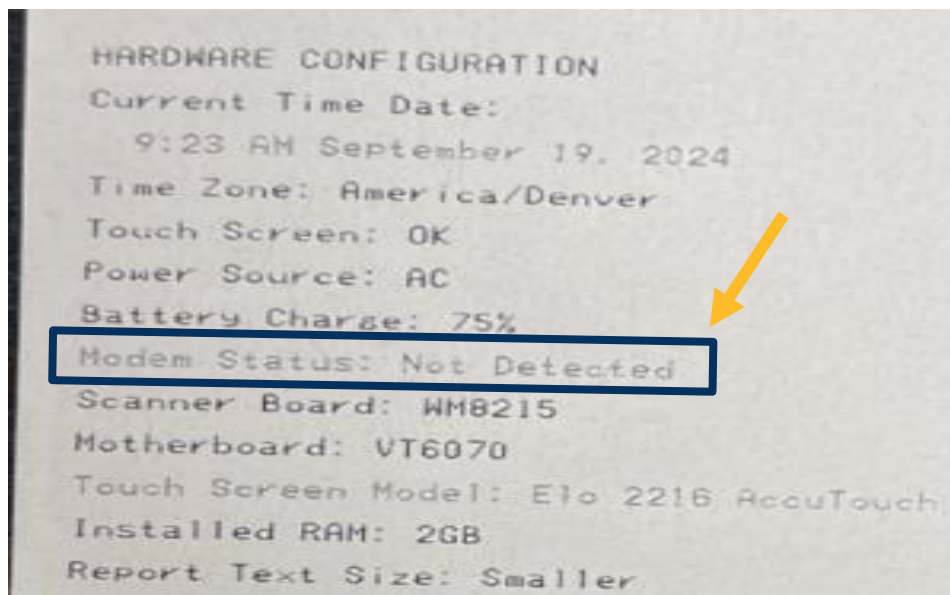 HARDWARE CONFIGURATION
Current Time Date:
9:23 AM September 19, 2024
Time Zone: America/Denver
Touch Screen: OK
Power Source: AC
Battery Charge: 75%
Modem Status: Not Detected
Scanner Board: WM8215
Motherboard: VT6070
Touch Screen Model: Elo 2216 AccuTouch
Installed RAM: 2GB
Report Text Size: Smaller